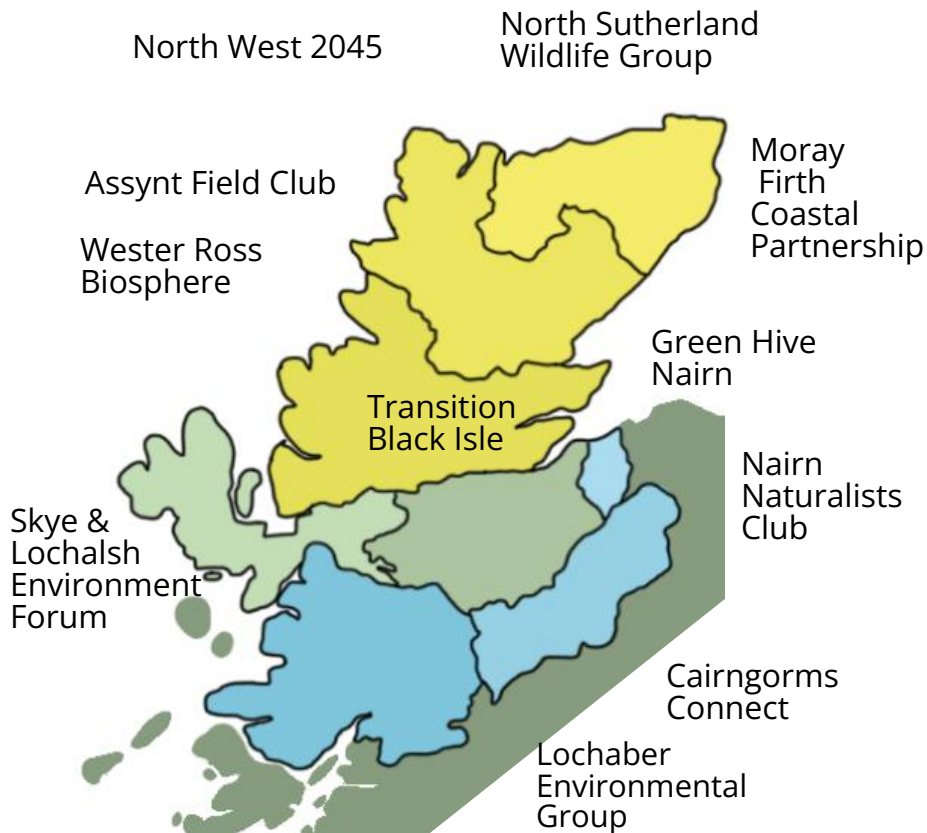 North West 2045
North Sutherland
Wildlife Group
Assynt Field Club
Moray
Firth
Coastal
Partnership
Wester Ross
Biosphere
Green Hive
Nairn
Transition
Black Isle
Nairn
Naturalists
Club
Skye &
Lochalsh
Environment
Forum
Cairngorms
Connect
Lochaber
Environmental
Group